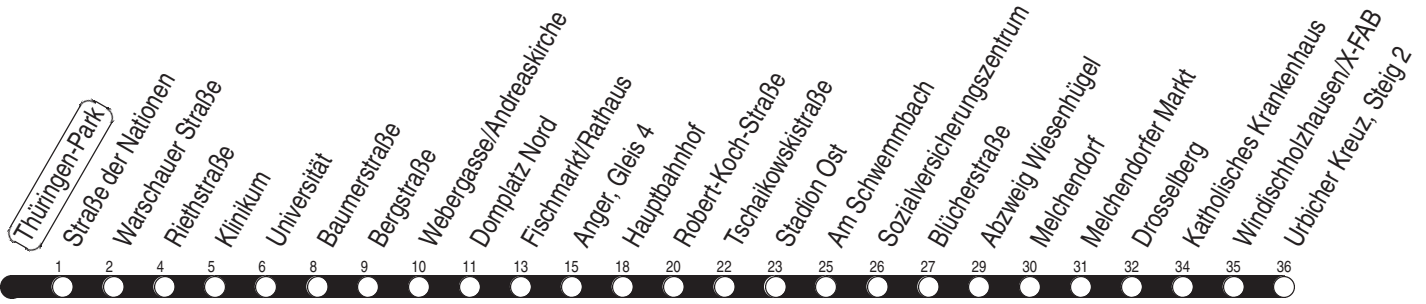 Thüringen-Park
Straße der Nationen
Warschauer Straße
Riethstraße
Klinikum
Universität
Baumerstraße
Bergstraße
Webergasse/Andreaskirche
Domplatz Nord
Fischmarkt/Rathaus
Anger, Gleis 4
Hauptbahnhof
Robert-Koch-Straße
Tschaikowskistraße
Stadion Ost
Am Schwemmbach
Sozialversicherungszentrum
Blücherstraße
Abzweig Wiesenhügel
Melchendorf
Melchendorfer Markt
Drosselberg
Katholisches Krankenhaus
Windischholzhausen/X-FAB
Urbicher Kreuz, Steig 2
1 2 4 5 6 8 9 10 11 13 15 18 20 22 23 25 26 27 29 30 31 32 34 35 36